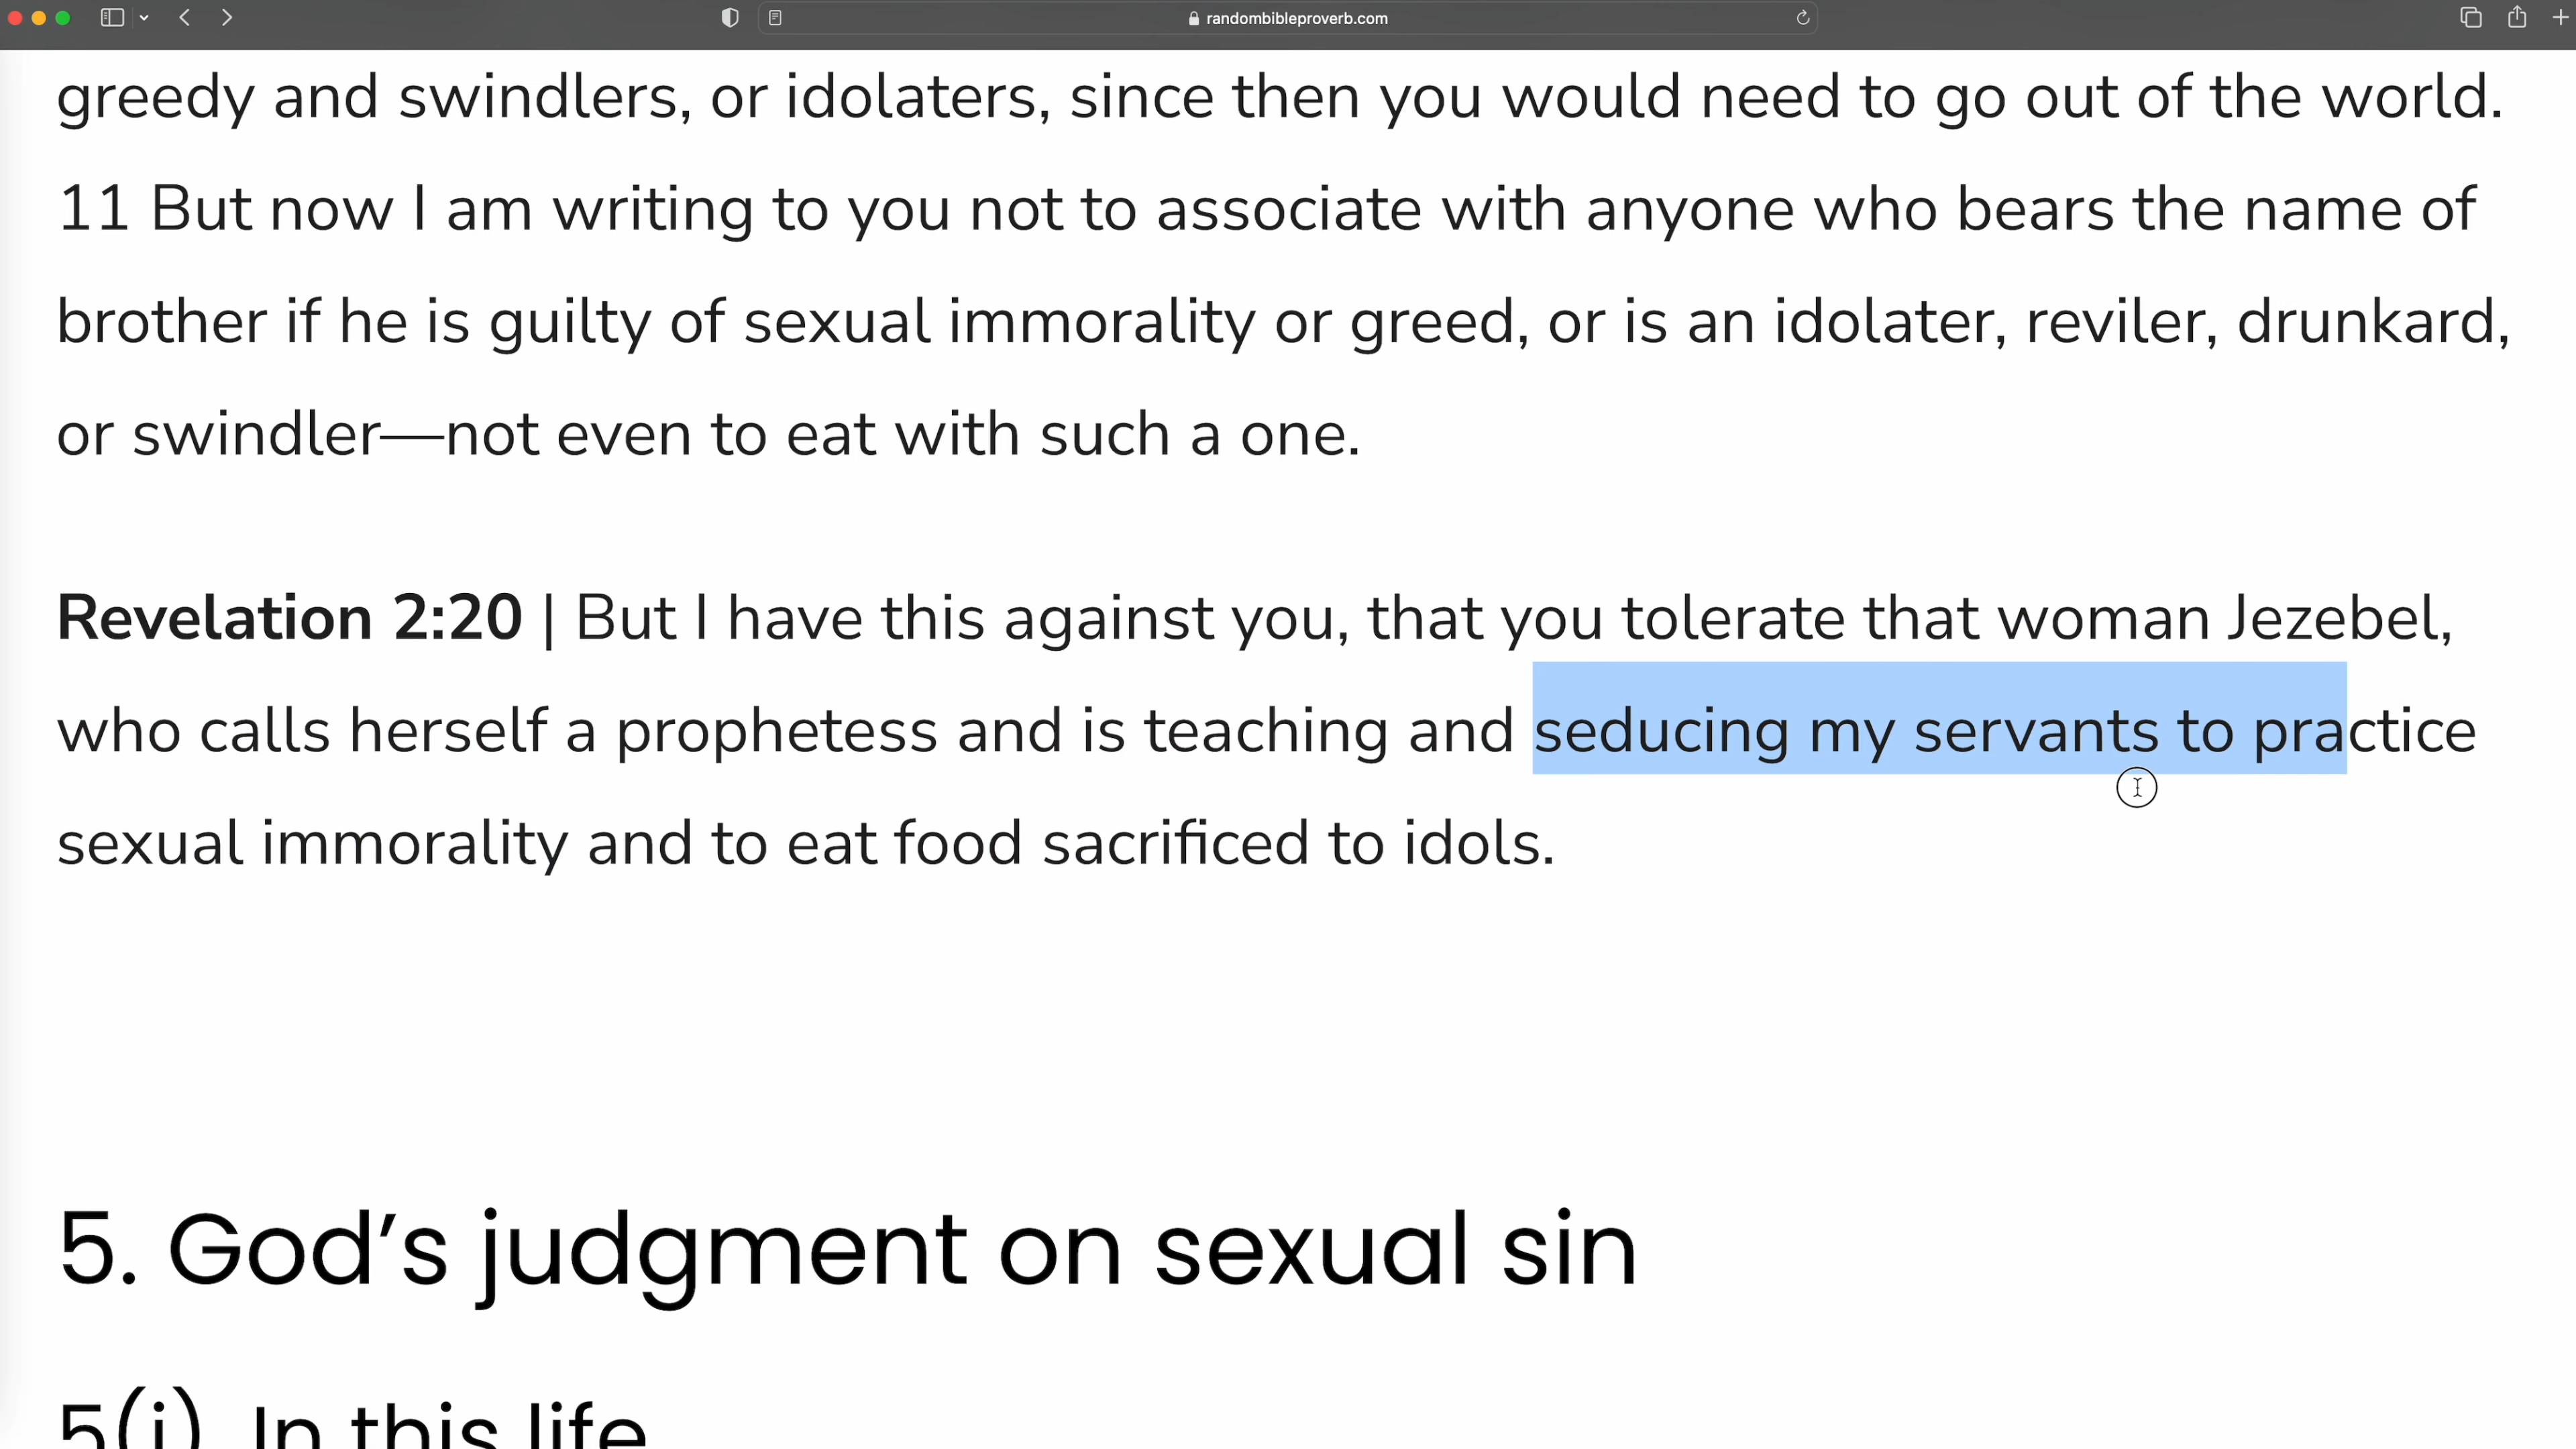 randombibleproverb.com
greedy and swindlers, or idolaters, since then you would need to go out of the world.
11 But now I am writing to you not to associate with anyone who bears the name of
brother if he is guilty of sexual immorality or greed, or is an idolater, reviler, drunkard,
or swindler—not even to eat with such a one.
Revelation 2:20 | But I have this against you, that you tolerate that woman Jezebel,
who calls herself a prophetess and is teaching and seducing my servants to practice
sexual immorality and to eat food sacrificed to idols.
5. God’s judgment on sexual sin
5(i). In this life